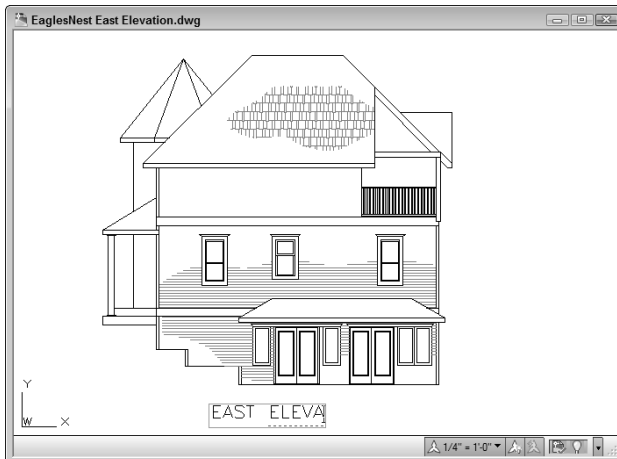 EaglesNest East Elevation.dwg
EAST ELEVA
Y
W
X
1/4" = 1'-0"